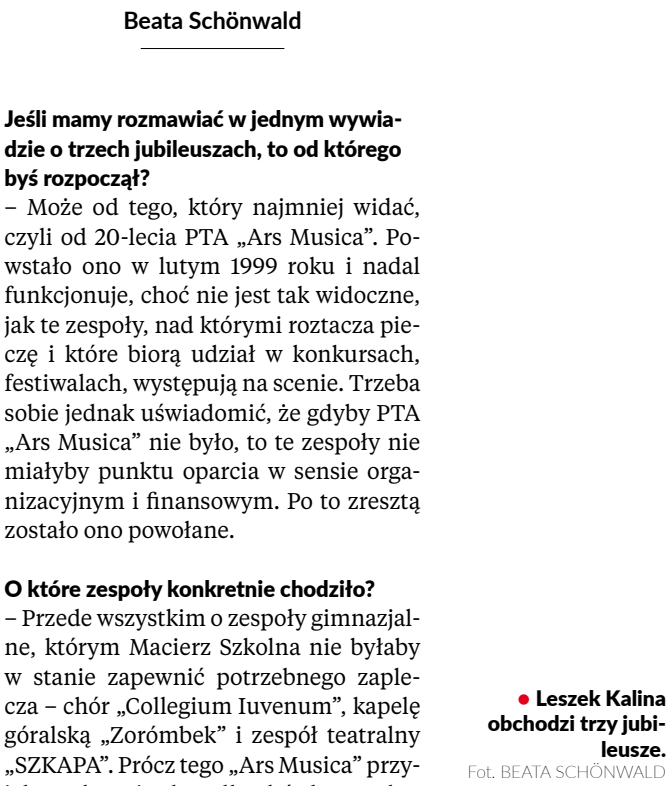 Beata Schönwald
Jeśli mamy rozmawiać w jednym wywia-
dzie o trzech jubileuszach, to od którego
byś rozpoczął?
– Może od tego, który najmniej widać,
czyli od 20-lecia PTA „Ars Musica”. Po-
wstało ono w lutym 1999 roku i nadal
funkcjonuje, choć nie jest tak widoczne,
jak te zespoły, nad którymi roztacza pie-
czę i które biorą udział w konkursach,
festiwalach, występują na scenie. Trzeba
sobie jednak uświadomić, że gdyby PTA
„Ars Musica” nie było, to te zespoły nie
miałyby punktu oparcia w sensie orga-
nizacyjnym i finansowym. Po to zresztą
zostało ono powołane.
O które zespoły konkretnie chodziło?
– Przede wszystkim o zespoły gimnazjal-
ne, którym Macierz Szkolna nie byłaby
w stanie zapewnić potrzebnego zaple-
cza – chór „Collegium Iuvenum”, kapelę
góralską „Zorómbek” i zespół teatralny
„SZKAPA”. Prócz tego „Ars Musica” przy-
• Leszek Kalina
obchodzi trzy jubi-
leusze.
Fot. BEATA SCHÖNWALD